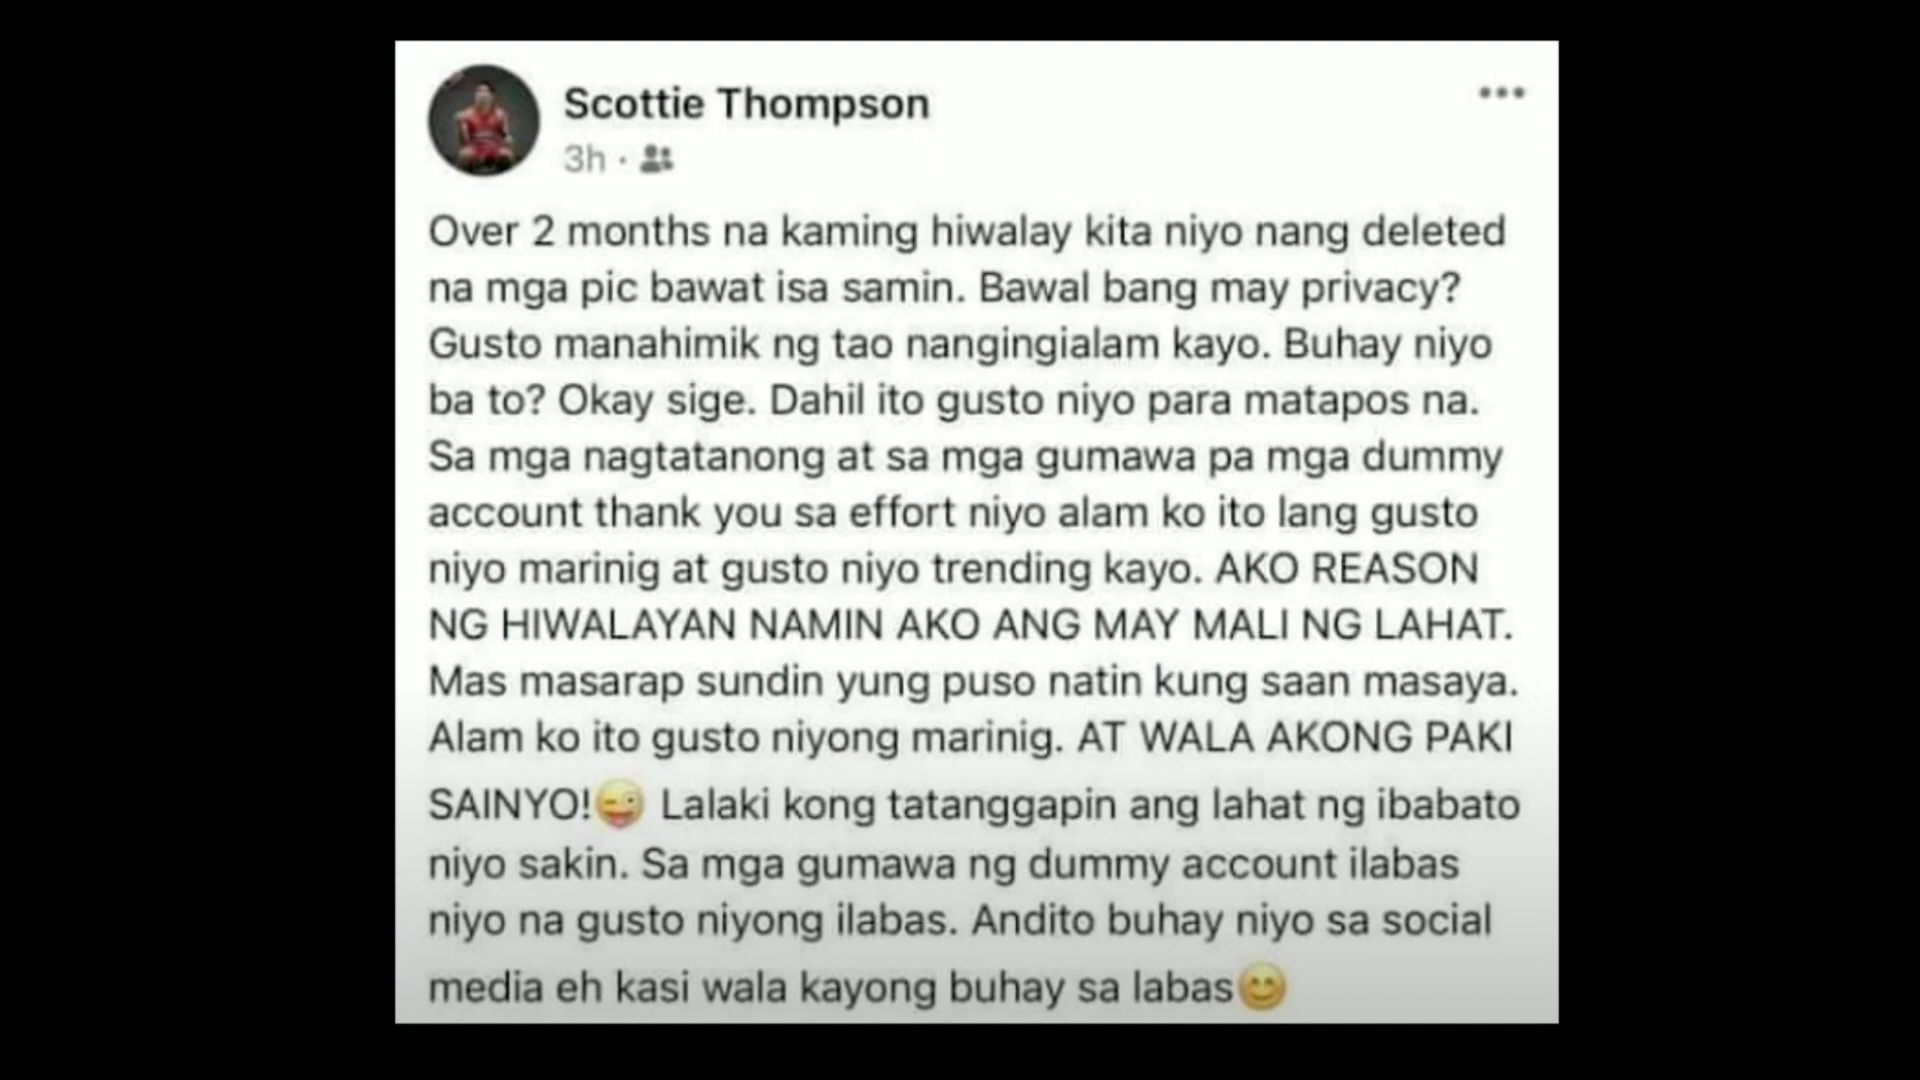 Scottie Thompson
3h ·
Over 2 months na kaming hiwalay kita niyo nang deleted
na mga pic bawat isa samin. Bawal bang may privacy?
Gusto manahimik ng tao nangingialam kayo. Buhay niyo
ba to? Okay sige. Dahil ito gusto niyo para matapos na.
Sa mga nagtatanong at sa mga gumawa pa mga dummy
account thank you sa effort niyo alam ko ito lang gusto
niyo marinig at gusto niyo trending kayo. AKO REASON
NG HIWALAYAN NAMIN AKO ANG MAY MALI NG LAHAT.
Mas masarap sundin yung puso natin kung saan masaya.
Alam ko ito gusto niyong marinig. AT WALA AKONG PAKI
SAINYO!😜 Lalaki kong tatanggapin ang lahat ng ibabato
niyo sakin. Sa mga gumawa ng dummy account ilabas
niyo na gusto niyong ilabas. Andito buhay niyo sa social
media eh kasi wala kayong buhay sa labas😊